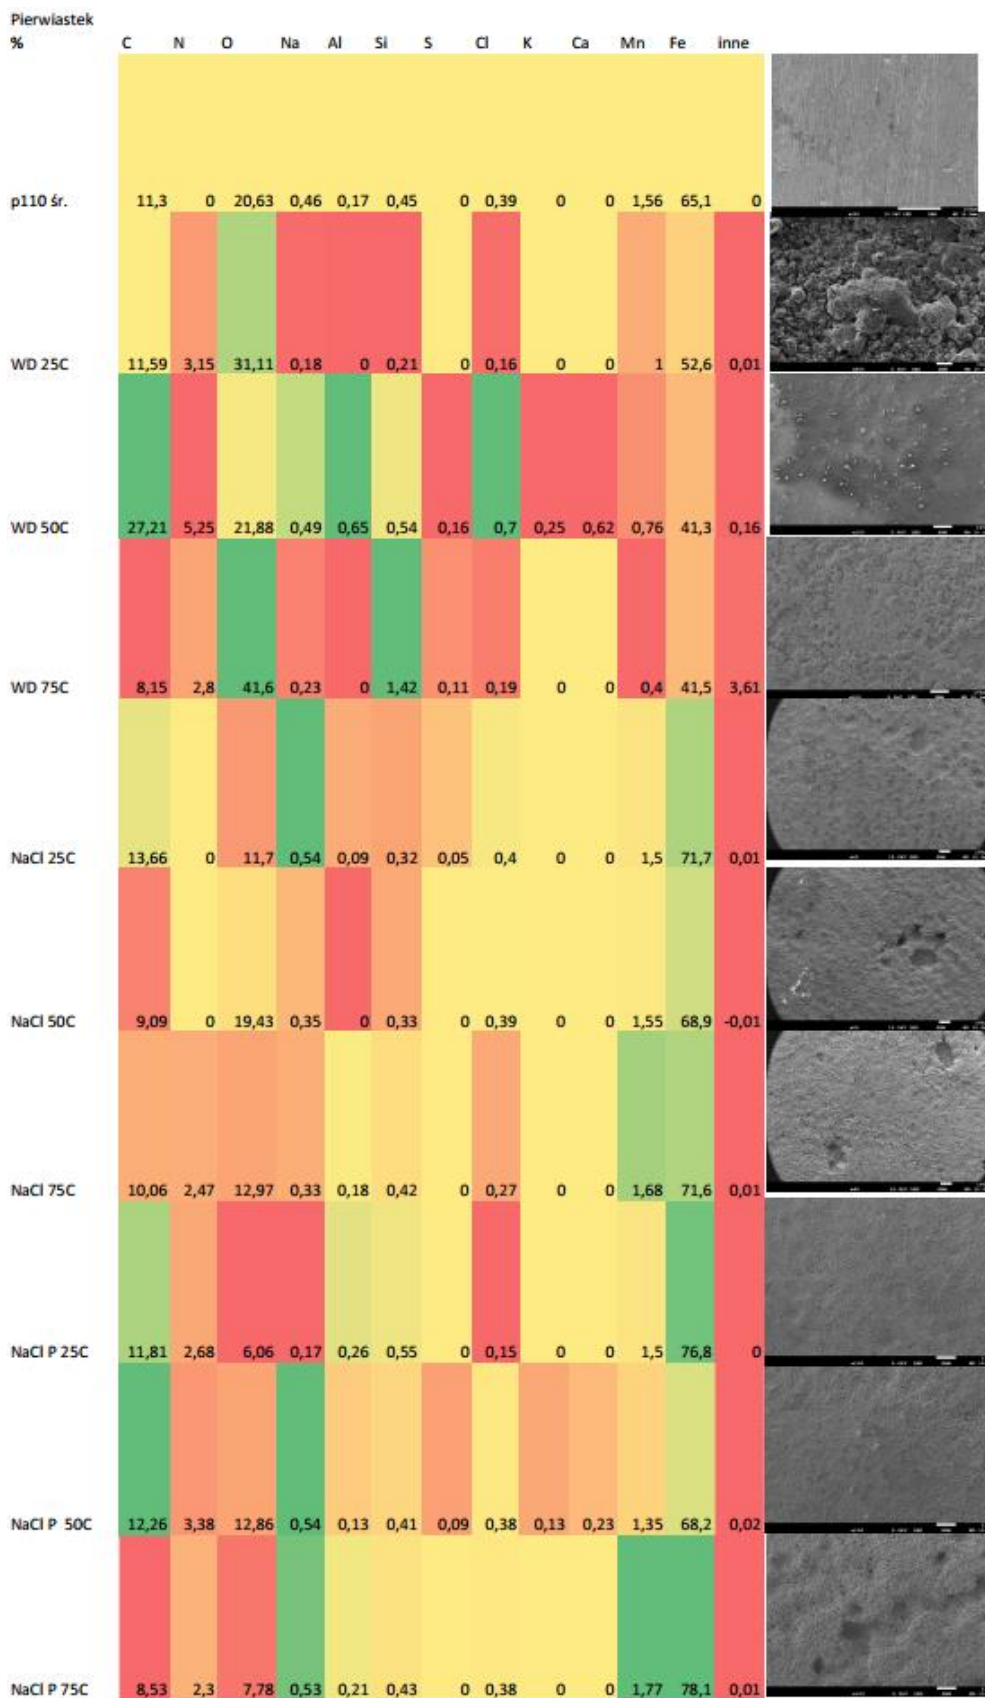 Pierwiastek
% C N O Na Al Si S Cl K Ca Mn Fe inne
p110 śr. 11,3 0 20,63 0,46 0,17 0,45 0 0,39 0 0 1,56 65,1 0
WD 25C 11,59 3,15 31,11 0,18 0 0,21 0 0,16 0 0 1 52,6 0,01
WD 50C 27,21 5,25 21,88 0,49 0,65 0,54 0,16 0,7 0,25 0,62 0,76 41,3 0,16
WD 75C 8,15 2,8 41,6 0,23 0 1,42 0,11 0,19 0 0 0,4 41,5 3,61
NaCl 25C 13,66 0 11,7 0,54 0,09 0,32 0,05 0,4 0 0 1,5 71,7 0,01
NaCl 50C 9,09 0 19,43 0,35 0 0,33 0 0,39 0 0 1,55 68,9 -0,01
NaCl 75C 10,06 2,47 12,97 0,33 0,18 0,42 0 0,27 0 0 1,68 71,6 0,01
NaCl P 25C 11,81 2,68 6,06 0,17 0,26 0,55 0 0,15 0 0 1,5 76,8 0
NaCl P 50C 12,26 3,38 12,86 0,54 0,13 0,41 0,09 0,38 0,13 0,23 1,35 68,2 0,02
NaCl P 75C 8,53 2,3 7,78 0,53 0,21 0,43 0 0,38 0 0 1,77 78,1 0,01